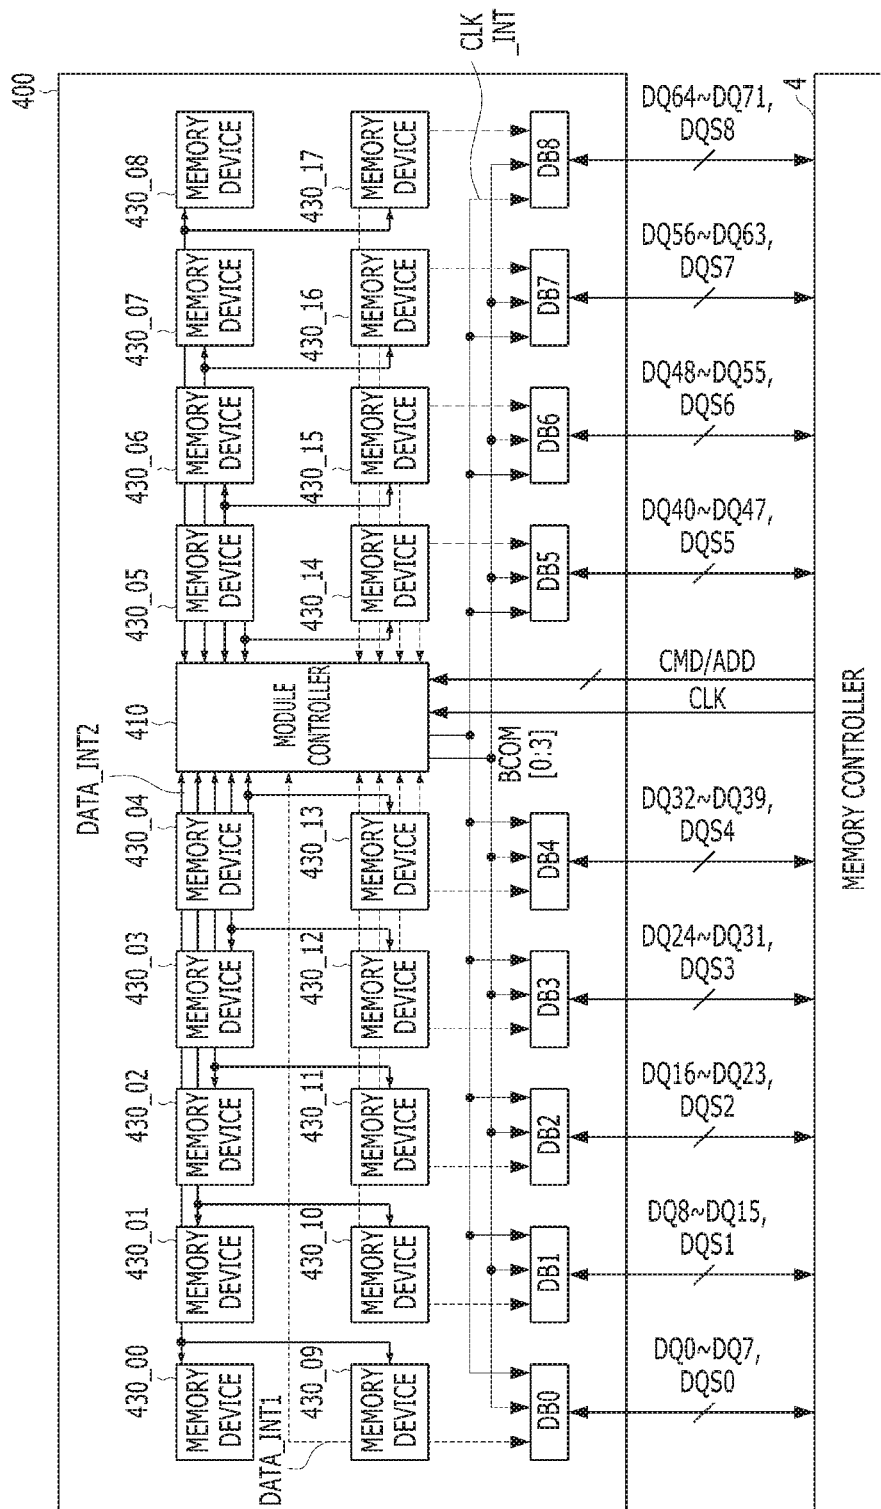 400
430_00
430_01
430_02
430_03
430_04
DATA_INT2
410
430_05
430_06
430_07
430_08
MEMORY
DEVICE
MEMORY
DEVICE
MEMORY
DEVICE
MEMORY
DEVICE
MEMORY
DEVICE
MODULE
CONTROLLER
MEMORY
DEVICE
MEMORY
DEVICE
MEMORY
DEVICE
MEMORY
DEVICE
DATA_INT1
430_09
430_10
430_11
430_12
430_13
430_14
430_15
430_16
430_17
MEMORY
DEVICE
MEMORY
DEVICE
MEMORY
DEVICE
MEMORY
DEVICE
MEMORY
DEVICE
MEMORY
DEVICE
MEMORY
DEVICE
MEMORY
DEVICE
MEMORY
DEVICE
CLK
_INT
BCOM
[0:3]
DB0
DB1
DB2
DB3
DB4
DB5
DB6
DB7
DB8
DQ0~DQ7,
DQS0
DQ8~DQ15,
DQS1
DQ16~DQ23,
DQS2
DQ24~DQ31,
DQS3
DQ32~DQ39,
DQS4
CLK
CMD/ADD
DQ40~DQ47,
DQS5
DQ48~DQ55,
DQS6
DQ56~DQ63,
DQS7
DQ64~DQ71,
DQS8
4
MEMORY CONTROLLER